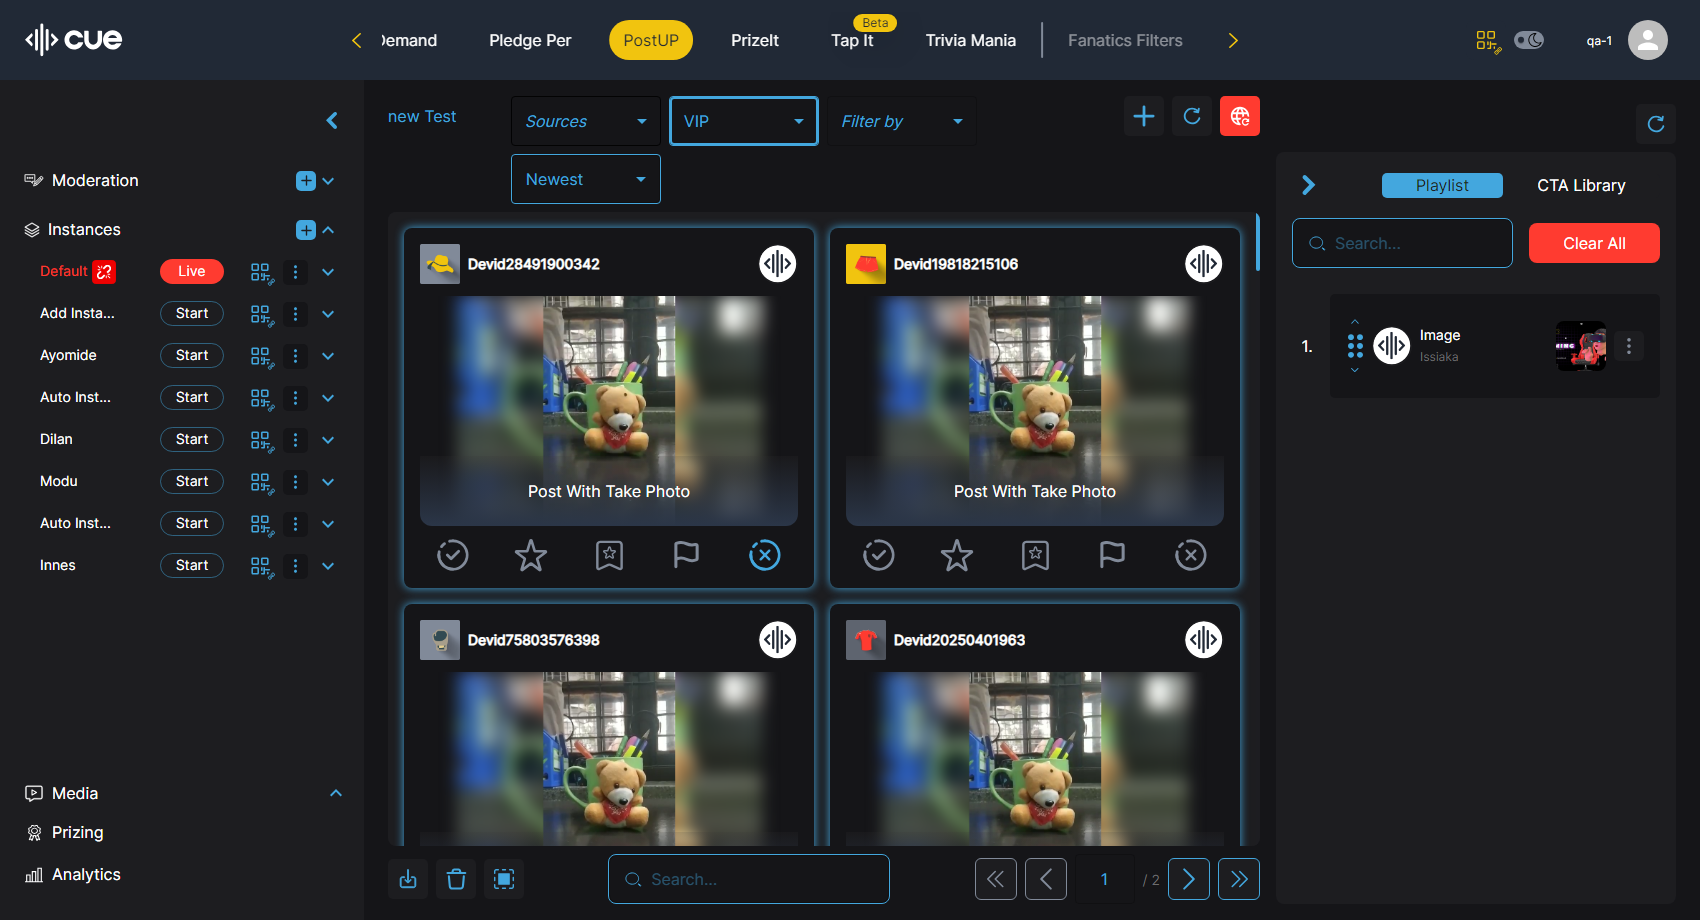 cue
Demand
Pledge Per
PostUP
PrizeIt
Beta
Tap It
Trivia Mania
Fanatics Filters
qa-1
Moderation
Instances
Default
Live
Add Insta...
Start
Ayomide
Start
Auto Inst...
Start
Dilan
Start
Modu
Start
Auto Inst...
Start
Innes
Start
Media
Prizing
Analytics
new Test
Sources
VIP
Filter by
Newest
Devid28491900342
Post With Take Photo
Devid19818215106
Post With Take Photo
Devid75803576398
Devid20250401963
Search...
1
/ 2
Playlist
CTA Library
Search...
Clear All
1.
Image
Issiaka